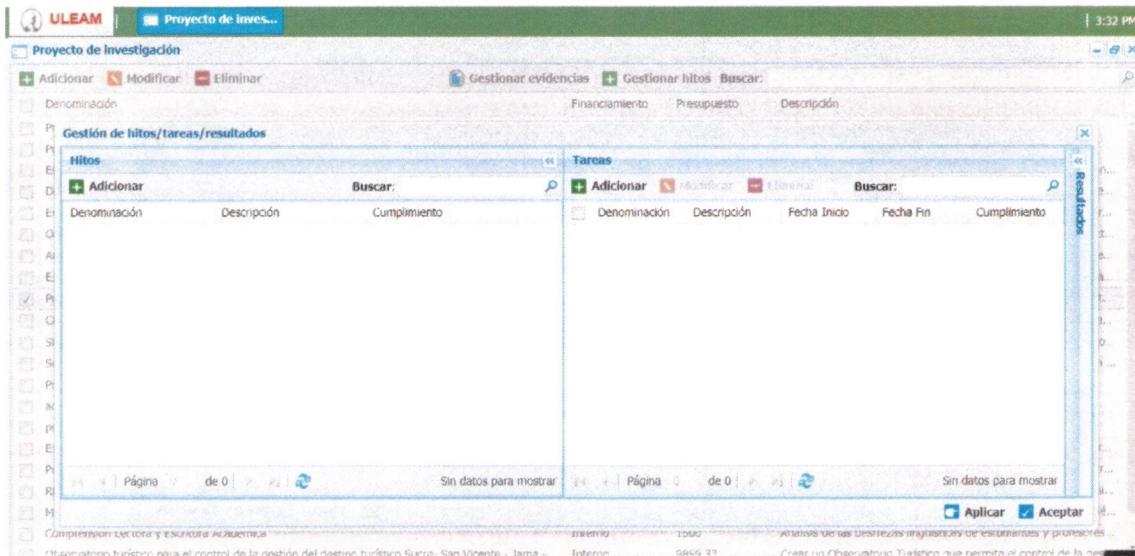 ULEAM
Proyecto de inves...
3:32 PM
Proyecto de investigación
Adicionar Modificar Eliminar Gestionar evidencias Gestionar hitos Buscar:
Denominación Financiamiento Presupuesto Descripción
Gestión de hitos/tareas/resultados
Hitos
Adicionar Buscar:
Denominación Descripción Cumplimiento
Página de 0 Sin datos para mostrar
Tareas
Adicionar Modificar Eliminar Buscar:
Denominación Descripción Fecha Inicio Fecha Fin Cumplimiento
Página 0 de 0 Sin datos para mostrar
Resultados
Aplicar Aceptar
Comprensión Lectora y Escritura Académica Interno 1500 Análisis de las destrezas lingüísticas de estudiantes y profesores ...
Observatorio turístico para el control de la gestión del destino turístico Sucre- San Vicente - Jama - Interno 9869.37 Crear un Observatorio Turístico que permita el control de la